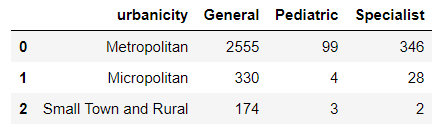 urbanicity General Pediatric Specialist
0 Metropolitan 2555 99 346
1 Micropolitan 330 4 28
2 Small Town and Rural 174 3 2